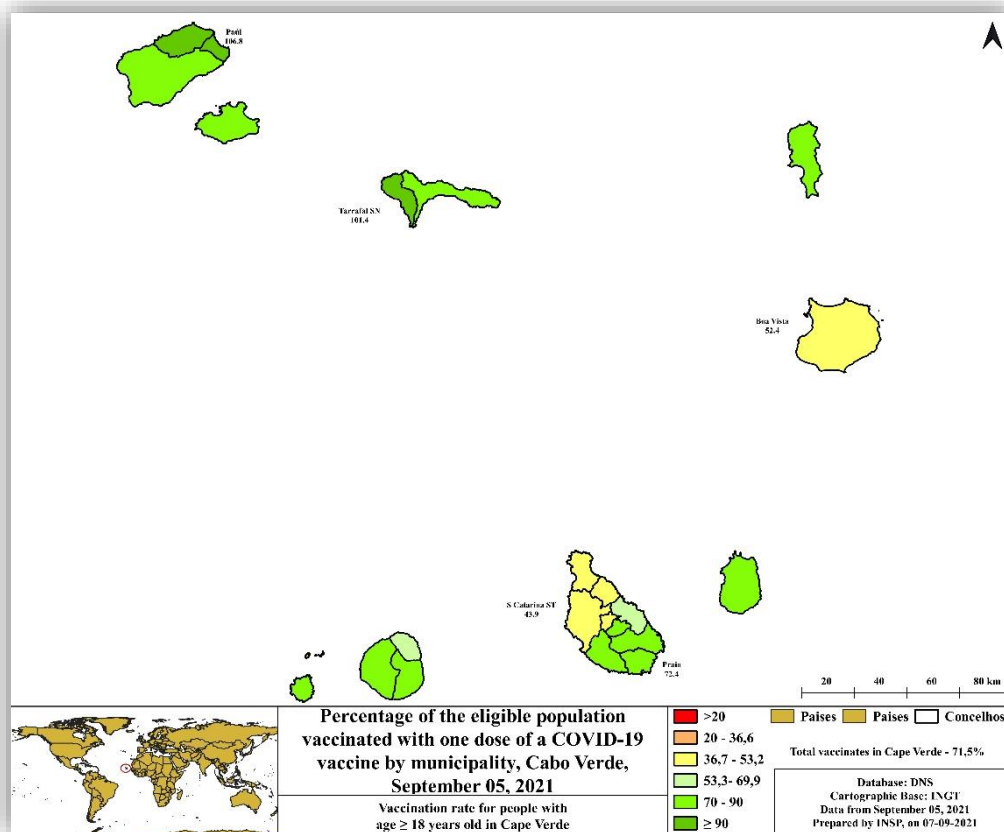 Paúl
106.8
Tarrafal SN
101.4
Boa Vista
52.4
S Catarina ST
43.9
Praia
72.4
20 40 60 80 km
Percentage of the eligible population
vaccinated with one dose of a COVID-19
vaccine by municipality, Cabo Verde,
September 05, 2021
Vaccination rate for people with
age ≥ 18 years old in Cape Verde
>20
20 - 36,6
36,7 - 53,2
53,3- 69,9
70 - 90
≥ 90
Paises Paises Concelhos
Total vaccinates in Cape Verde - 71,5%
Database: DNS
Cartographic Base: INGT
Data from September 05, 2021
Prepared by INSP, on 07-09-2021